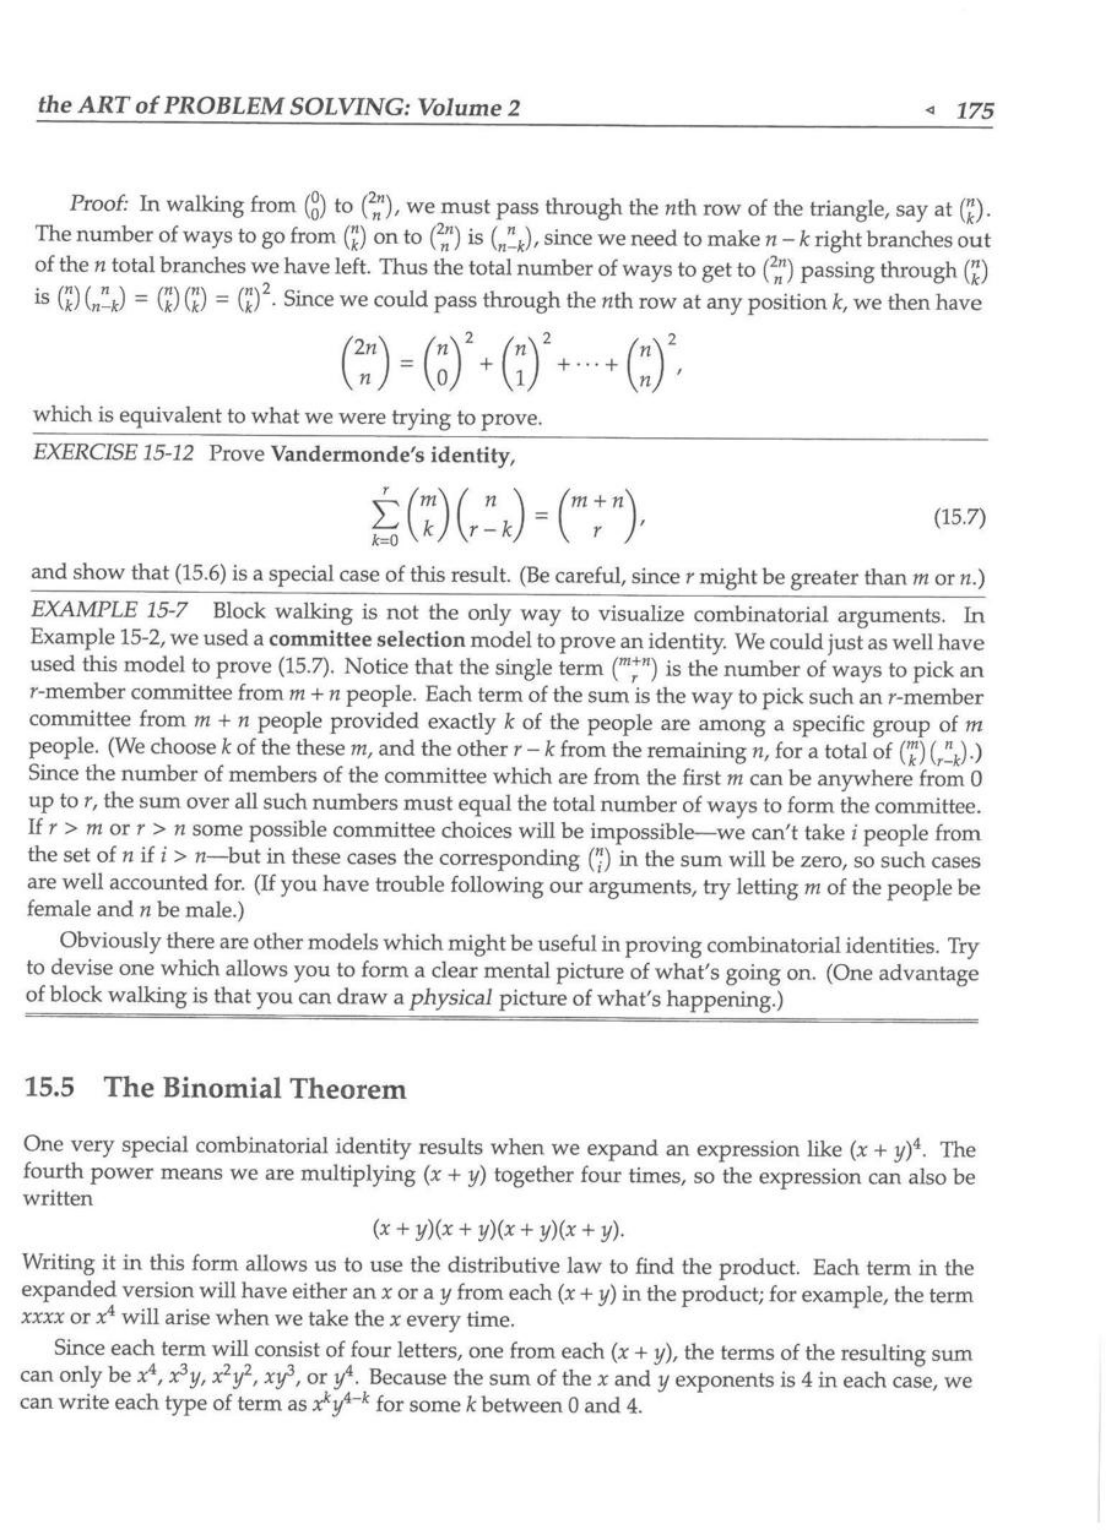 the ART of PROBLEM SOLVING: Volume 2 ◁ 175
Proof: In walking from (0 0) to (2n n), we must pass through the nth row of the triangle, say at (n k).
The number of ways to go from (n k) on to (2n n) is (n n−k), since we need to make n − k right branches out
of the n total branches we have left. Thus the total number of ways to get to (2n n) passing through (n k)
is (n k)(n n−k) = (n k)(n k) = (n k)². Since we could pass through the nth row at any position k, we then have
(2n n) = (n 0)² + (n 1)² + ··· + (n n)²,
which is equivalent to what we were trying to prove.
EXERCISE 15-12 Prove Vandermonde's identity,
r ∑ k=0 (m k)(n r − k) = (m + n r), (15.7)
and show that (15.6) is a special case of this result. (Be careful, since r might be greater than m or n.)
EXAMPLE 15-7 Block walking is not the only way to visualize combinatorial arguments. In
Example 15-2, we used a committee selection model to prove an identity. We could just as well have
used this model to prove (15.7). Notice that the single term (m+n r) is the number of ways to pick an
r-member committee from m + n people. Each term of the sum is the way to pick such an r-member
committee from m + n people provided exactly k of the people are among a specific group of m
people. (We choose k of the these m, and the other r − k from the remaining n, for a total of (m k)(n r−k).)
Since the number of members of the committee which are from the first m can be anywhere from 0
up to r, the sum over all such numbers must equal the total number of ways to form the committee.
If r > m or r > n some possible committee choices will be impossible—we can't take i people from
the set of n if i > n—but in these cases the corresponding (n i) in the sum will be zero, so such cases
are well accounted for. (If you have trouble following our arguments, try letting m of the people be
female and n be male.)
Obviously there are other models which might be useful in proving combinatorial identities. Try
to devise one which allows you to form a clear mental picture of what's going on. (One advantage
of block walking is that you can draw a physical picture of what's happening.)
15.5 The Binomial Theorem
One very special combinatorial identity results when we expand an expression like (x + y)⁴. The
fourth power means we are multiplying (x + y) together four times, so the expression can also be
written
(x + y)(x + y)(x + y)(x + y).
Writing it in this form allows us to use the distributive law to find the product. Each term in the
expanded version will have either an x or a y from each (x + y) in the product; for example, the term
xxxx or x⁴ will arise when we take the x every time.
Since each term will consist of four letters, one from each (x + y), the terms of the resulting sum
can only be x⁴, x³y, x²y², xy³, or y⁴. Because the sum of the x and y exponents is 4 in each case, we
can write each type of term as xᵏy⁴⁻ᵏ for some k between 0 and 4.